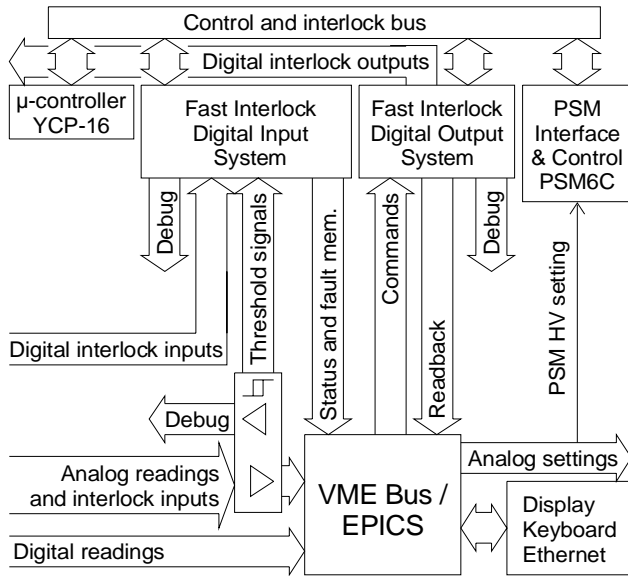 Control and interlock bus
Digital interlock outputs
µ-controller
YCP-16
Fast Interlock
Digital Input
System
Fast Interlock
Digital Output
System
PSM
Interface
& Control
PSM6C
Debug
Threshold signals
Status and fault mem.
Commands
Readback
Debug
PSM HV setting
Digital interlock inputs
Debug
Analog readings
and interlock inputs
Digital readings
VME Bus /
EPICS
Analog settings
Display
Keyboard
Ethernet